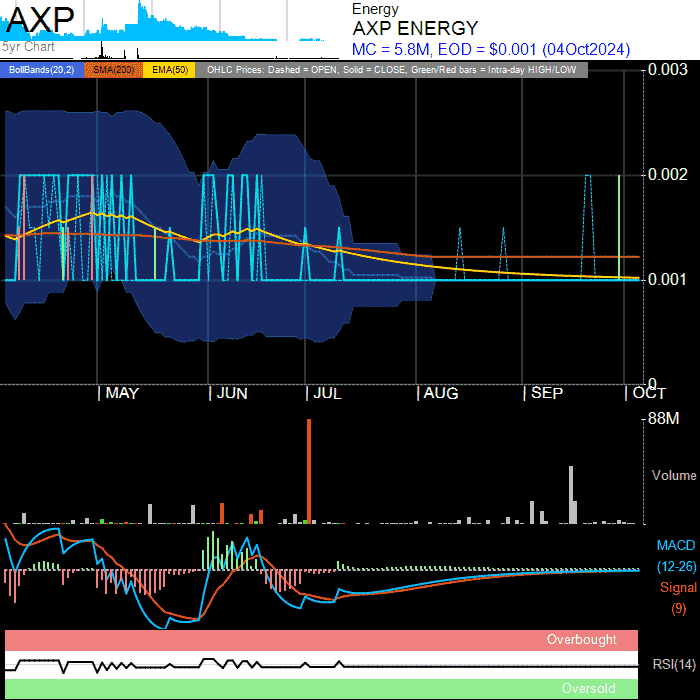 AXP
5yr Chart
Energy
AXP ENERGY
MC = 5.8M, EOD = $0.001 (04Oct2024)
BollBands(20,2) SMA(200) EMA(50) OHLC Prices: Dashed = OPEN, Solid = CLOSE, Green/Red bars = Intra-day HIGH/LOW
0.003
0.002
0.001
0
MAY JUN JUL AUG SEP OCT
88M
Volume
MACD
(12-26)
Signal
(9)
Overbought
RSI(14)
Oversold